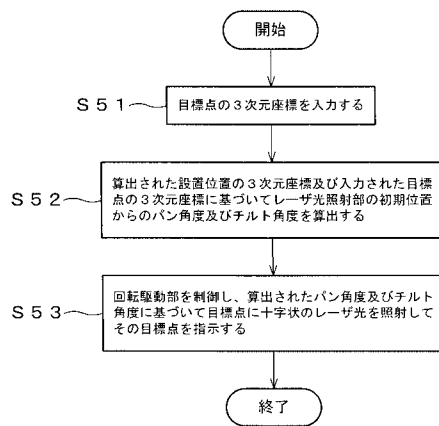 開始
S51
目標点の3次元座標を入力する
S52
算出された設置位置の3次元座標及び入力された目標
点の3次元座標に基づいてレーザ光照射部の初期位置
からのパン角度及びチルト角度を算出する
S53
回転駆動部を制御し、算出されたパン角度及びチルト
角度に基づいて目標点に十字状のレーザ光を照射して
その目標点を指示する
終了